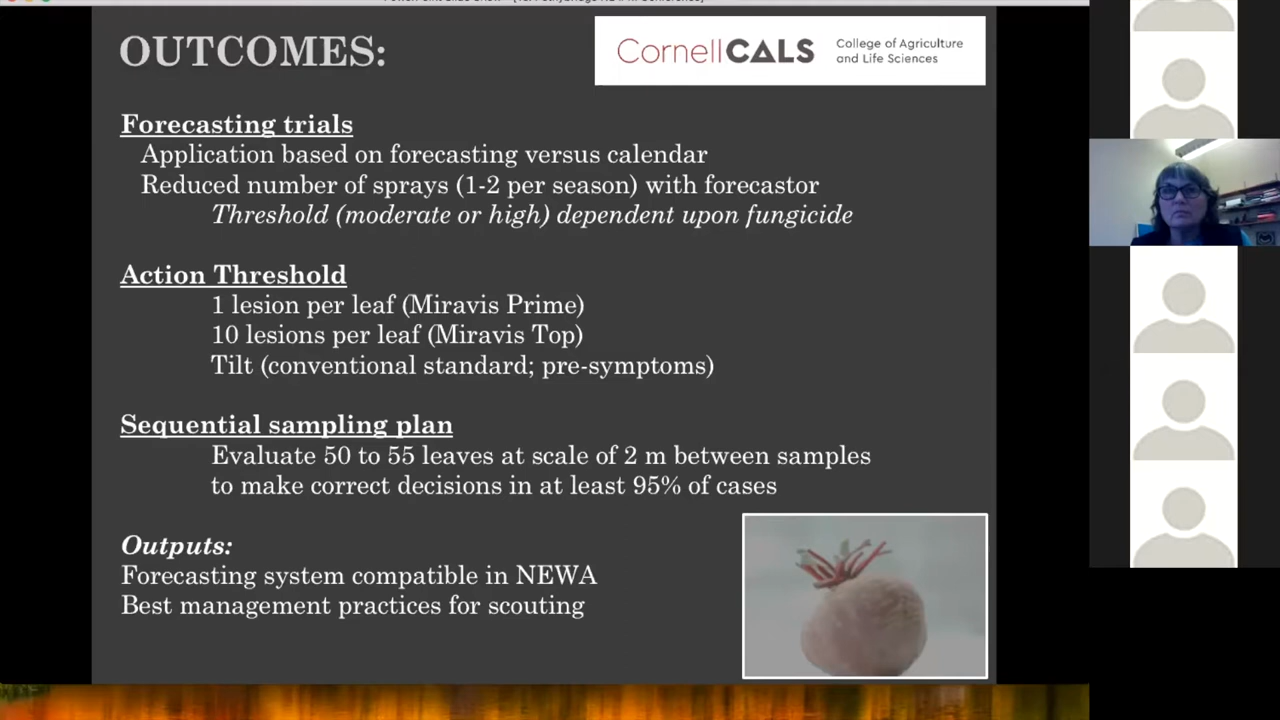 OUTCOMES:
CornellCALS
College of Agriculture
and Life Sciences
Forecasting trials
Application based on forecasting versus calendar
Reduced number of sprays (1-2 per season) with forecastor
Threshold (moderate or high) dependent upon fungicide
Action Threshold
1 lesion per leaf (Miravis Prime)
10 lesions per leaf (Miravis Top)
Tilt (conventional standard; pre-symptoms)
Sequential sampling plan
Evaluate 50 to 55 leaves at scale of 2 m between samples
to make correct decisions in at least 95% of cases
Outputs:
Forecasting system compatible in NEWA
Best management practices for scouting